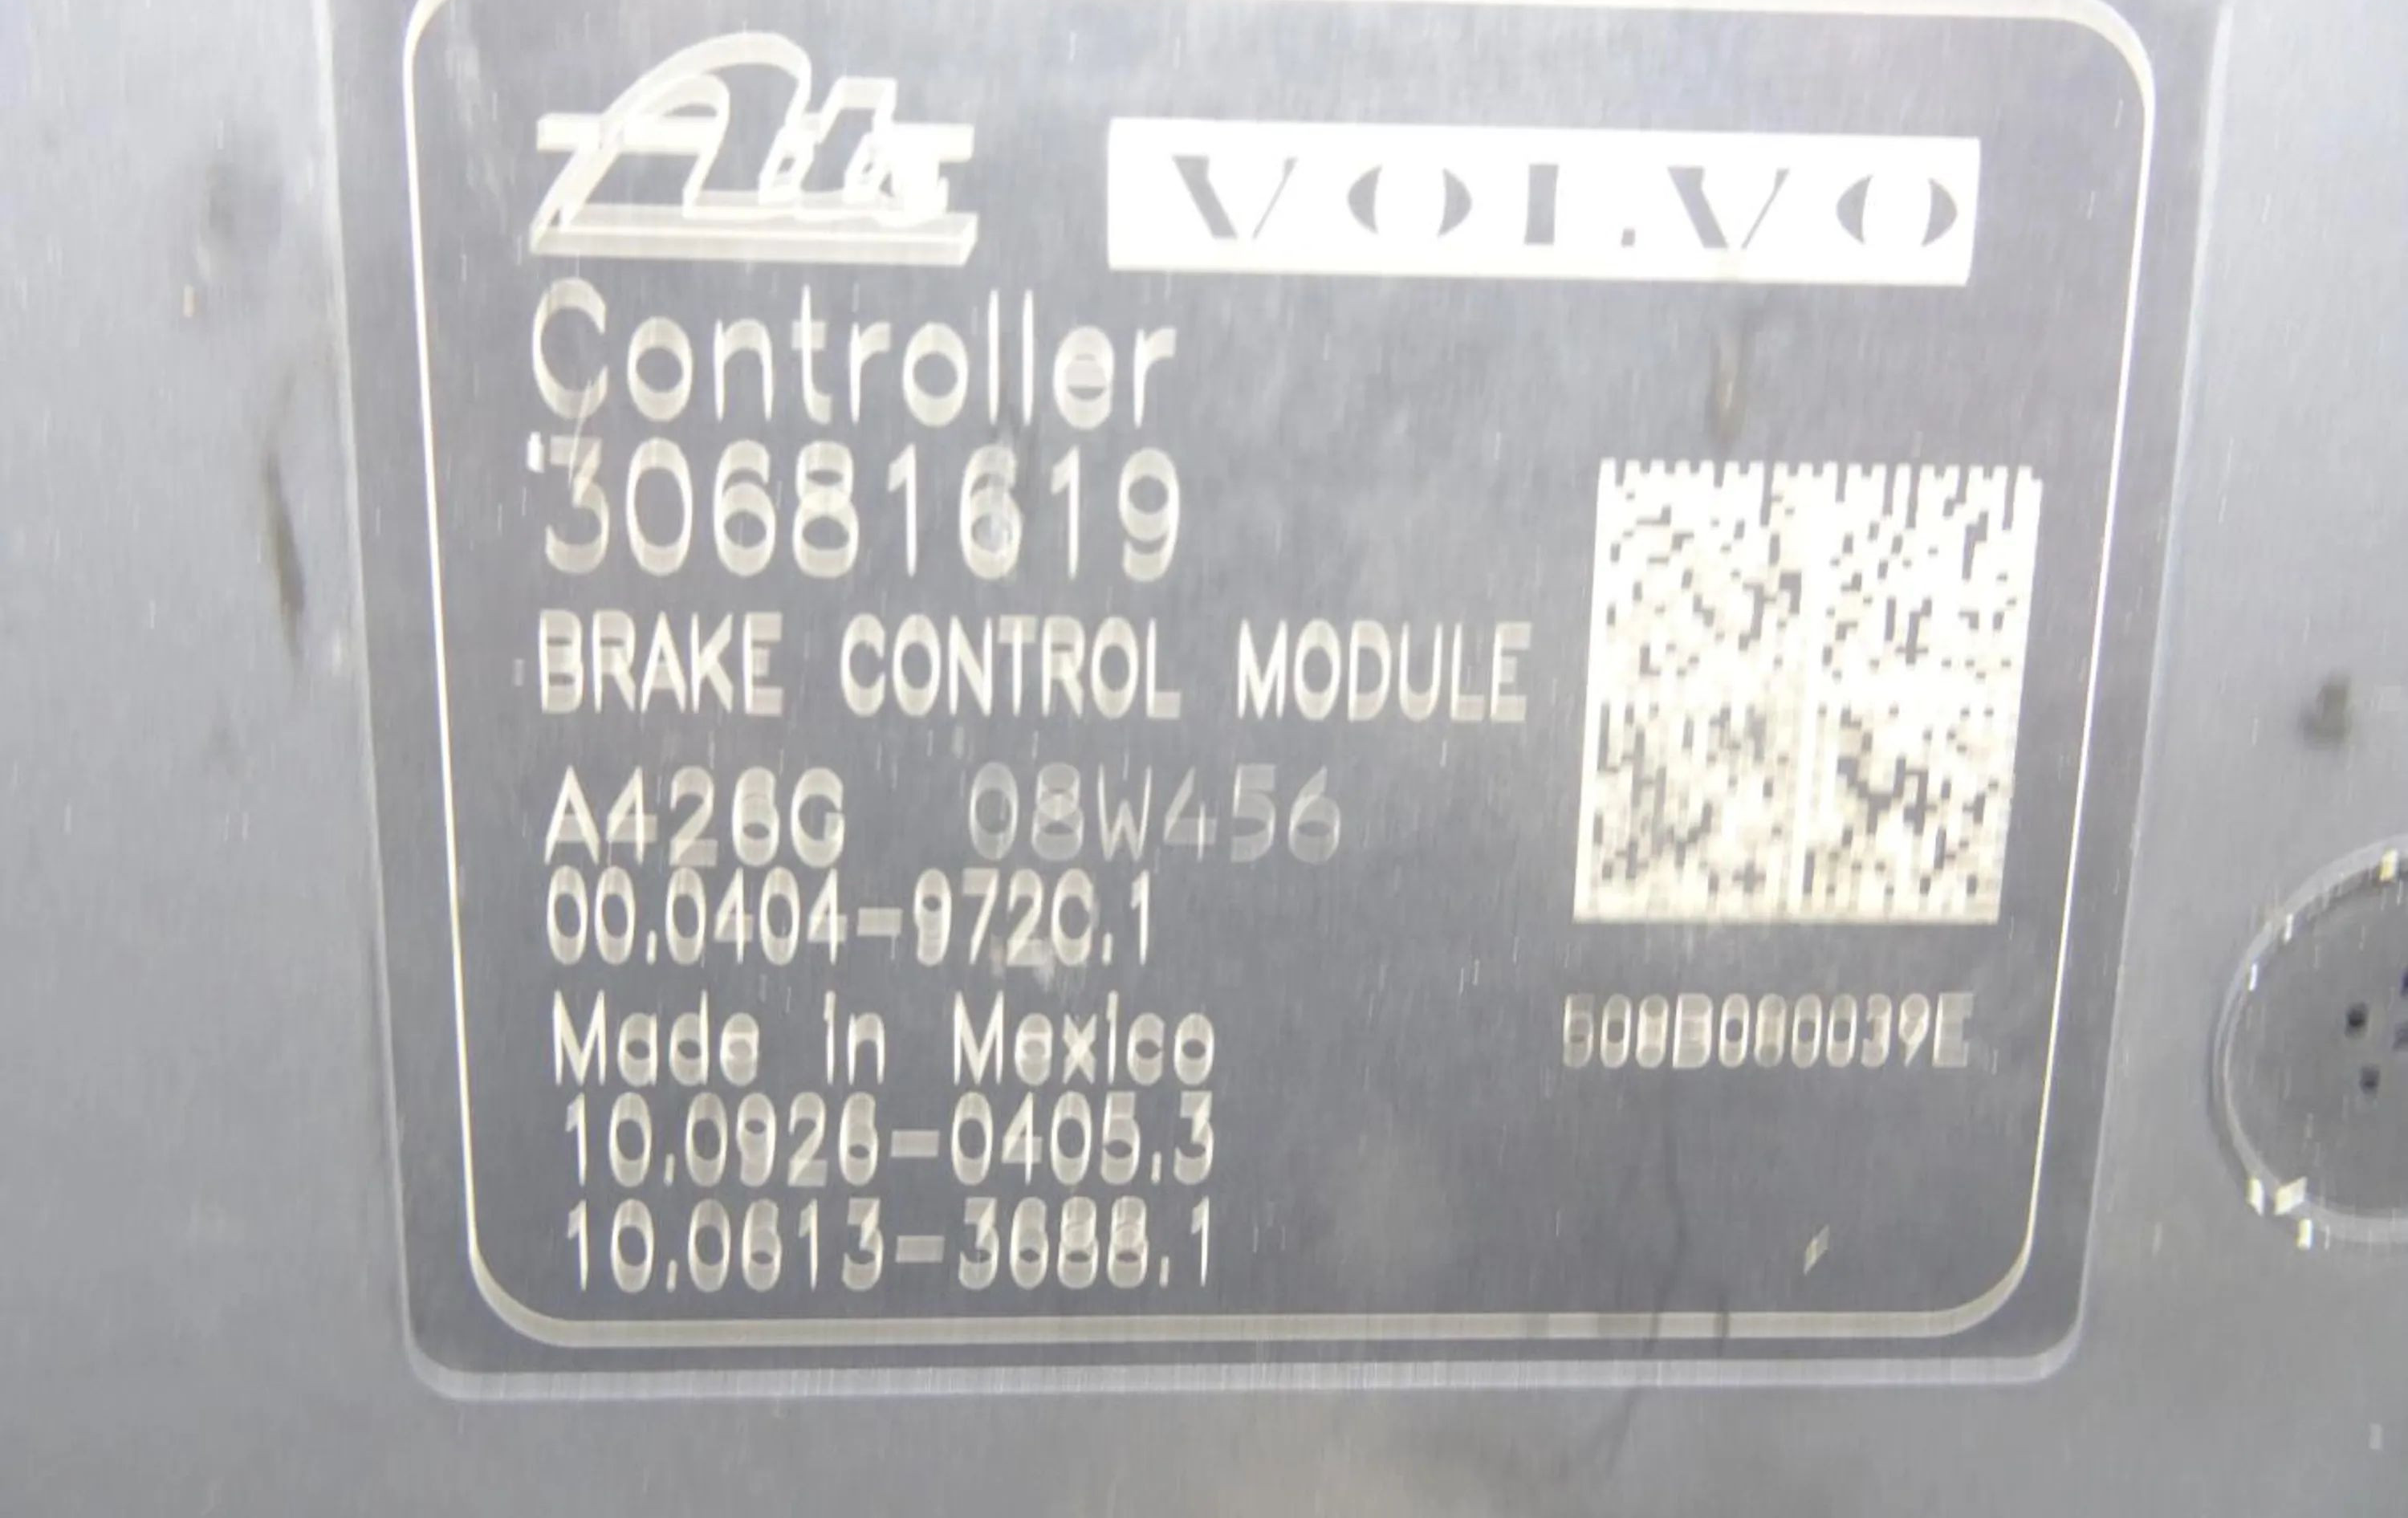 Ate VOLVO
Controller
30681619
BRAKE CONTROL MODULE
A426G 08W456
00.0404-972C.1
Made in Mexico
10.0926-0405.3
10.0613-3688.1